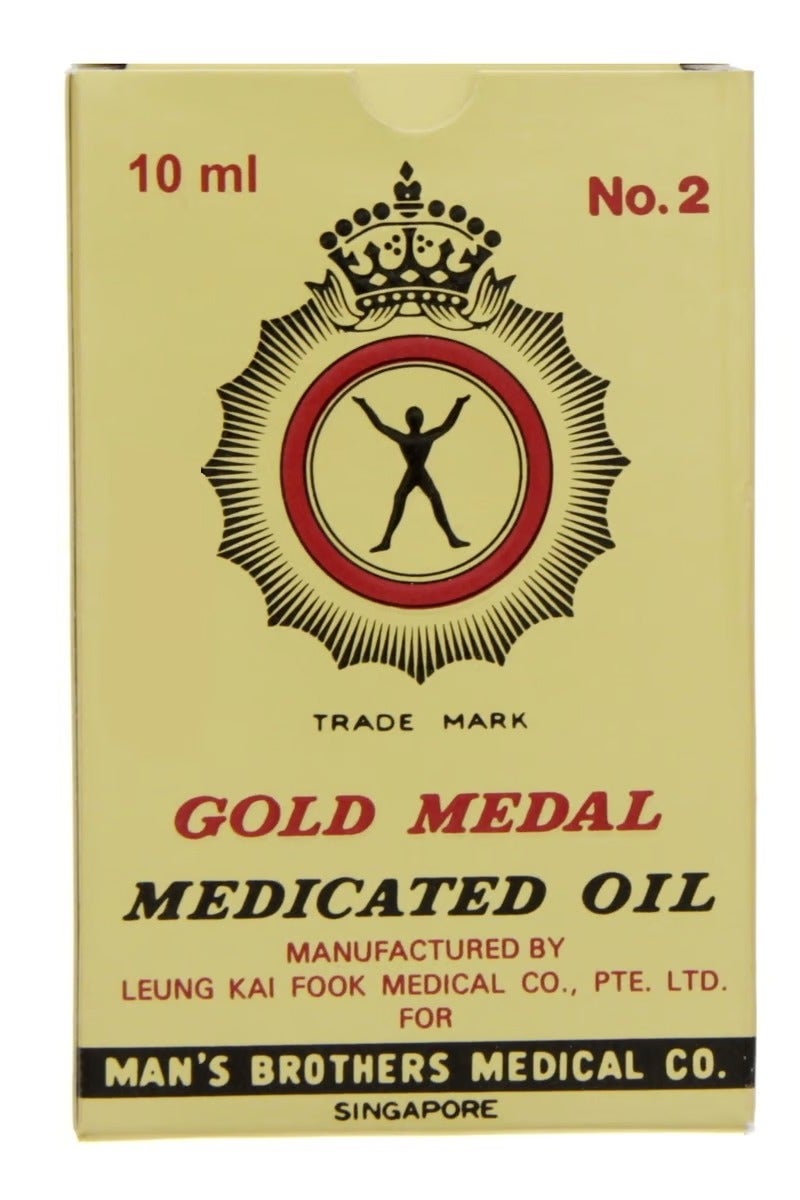 10 ml
No. 2
TRADE MARK
GOLD MEDAL
MEDICATED OIL
MANUFACTURED BY
LEUNG KAI FOOK MEDICAL CO., PTE. LTD.
FOR
MAN'S BROTHERS MEDICAL CO.
SINGAPORE